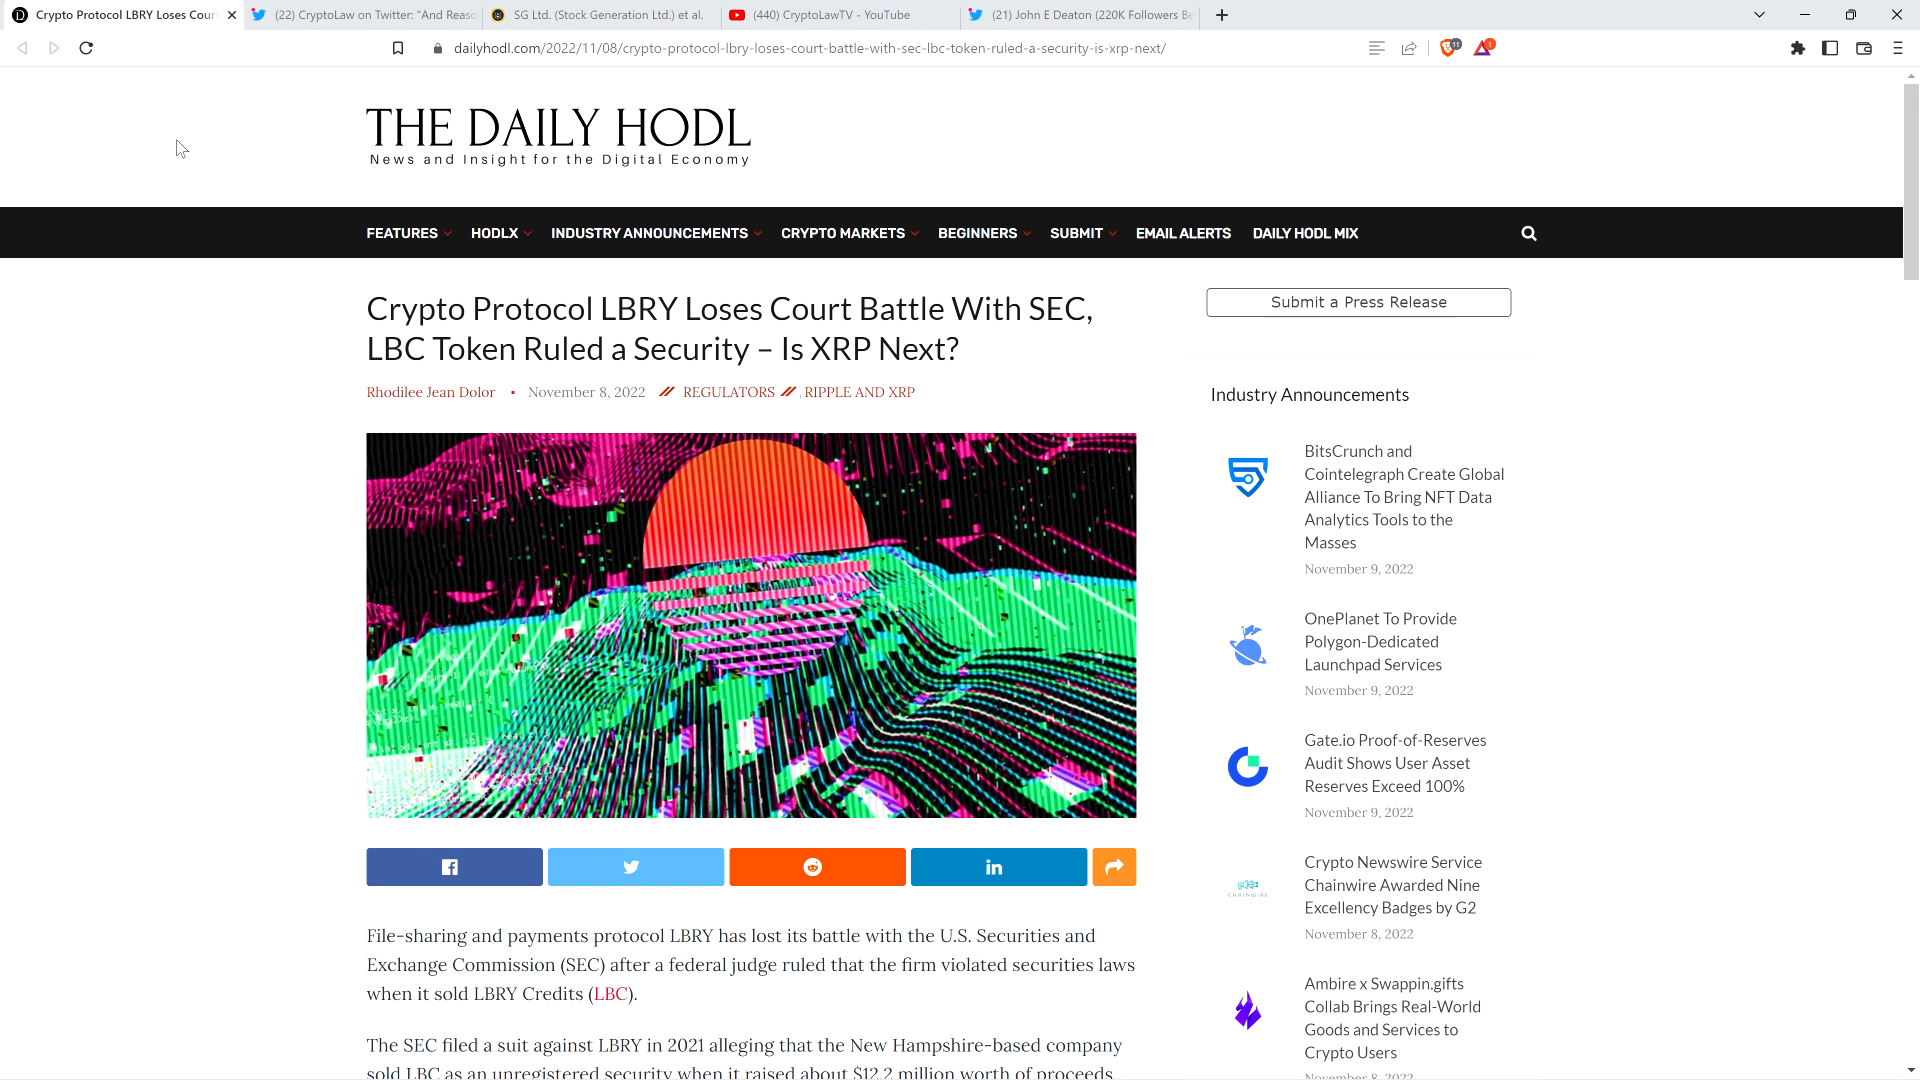 Crypto Protocol LBRY Loses Cour
(22) CryptoLaw on Twitter: "And Reaso
SG Ltd. (Stock Generation Ltd.) et al.
(440) CryptoLawTV - YouTube
(21) John E Deaton (220K Followers Be
dailyhodl.com/2022/11/08/crypto-protocol-lbry-loses-court-battle-with-sec-lbc-token-ruled-a-security-is-xrp-next/
11
1
THE DAILY HODL
News and Insight for the Digital Economy
FEATURES HODLX INDUSTRY ANNOUNCEMENTS CRYPTO MARKETS BEGINNERS SUBMIT EMAIL ALERTS DAILY HODL MIX
Crypto Protocol LBRY Loses Court Battle With SEC,
LBC Token Ruled a Security – Is XRP Next?
Rhodilee Jean Dolor • November 8, 2022 // REGULATORS // , RIPPLE AND XRP
File-sharing and payments protocol LBRY has lost its battle with the U.S. Securities and
Exchange Commission (SEC) after a federal judge ruled that the firm violated securities laws
when it sold LBRY Credits (LBC).
The SEC filed a suit against LBRY in 2021 alleging that the New Hampshire-based company
sold LBC as an unregistered security when it raised about $12.2 million worth of proceeds
Submit a Press Release
Industry Announcements
BitsCrunch and
Cointelegraph Create Global
Alliance To Bring NFT Data
Analytics Tools to the
Masses
November 9, 2022
OnePlanet To Provide
Polygon-Dedicated
Launchpad Services
November 9, 2022
Gate.io Proof-of-Reserves
Audit Shows User Asset
Reserves Exceed 100%
November 9, 2022
CHAINWIRE
Crypto Newswire Service
Chainwire Awarded Nine
Excellency Badges by G2
November 8, 2022
Ambire x Swappin.gifts
Collab Brings Real-World
Goods and Services to
Crypto Users
November 8, 2022